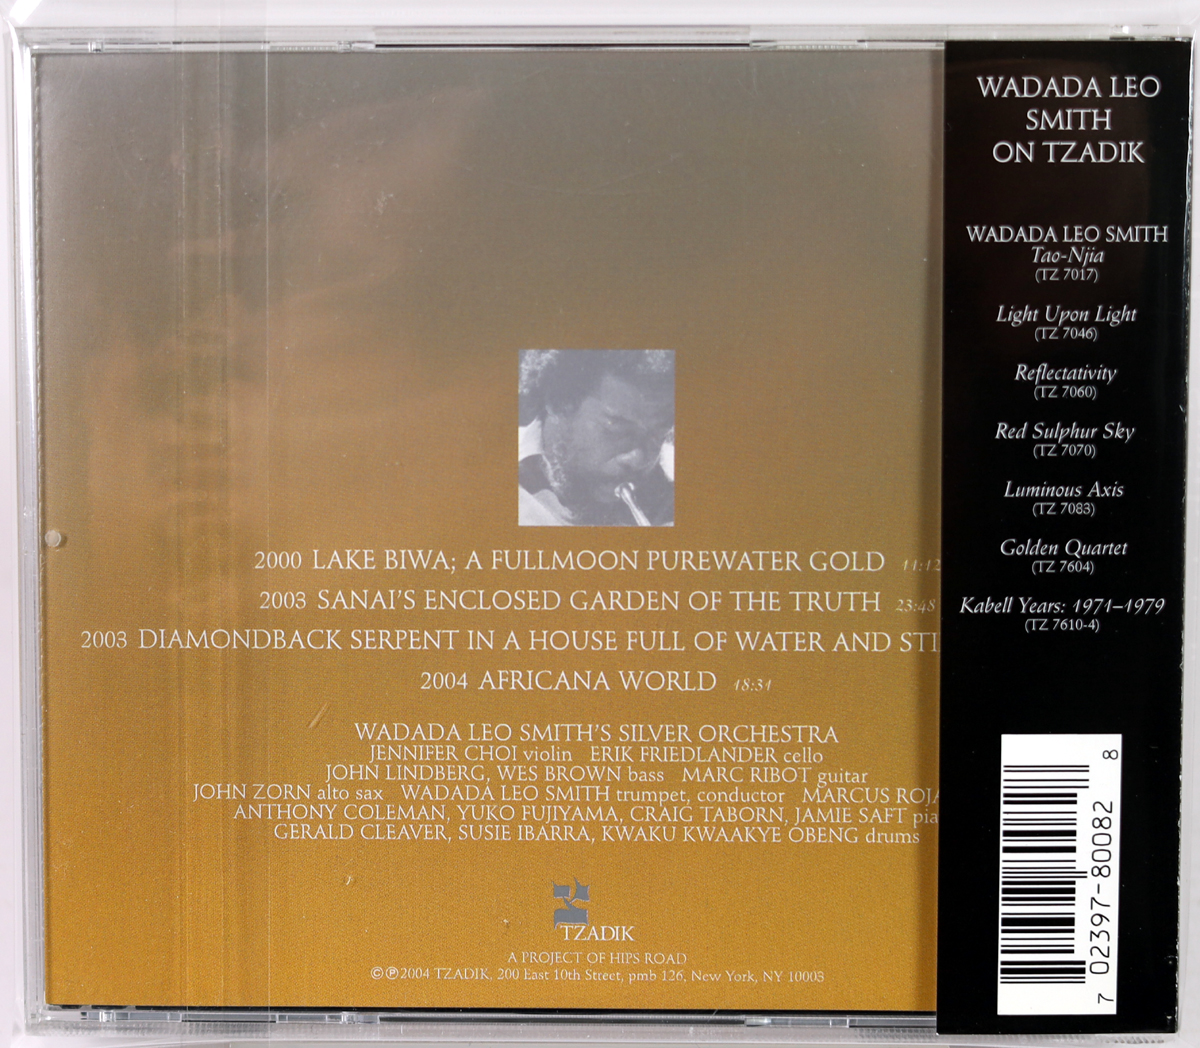 2000 LAKE BIWA; A FULLMOON PUREWATER GOLD 11:12
2003 SANAI'S ENCLOSED GARDEN OF THE TRUTH 23:48
2003 DIAMONDBACK SERPENT IN A HOUSE FULL OF WATER AND
2004 AFRICANA WORLD 18:31
WADADA LEO SMITH'S SILVER ORCHESTRA
JENNIFER CHOI violin ERIK FRIEDLANDER cello
JOHN LINDBERG, WES BROWN bass MARC RIBOT guitar
JOHN ZORN alto sax WADADA LEO SMITH trumpet, conductor MARCUS
ANTHONY COLEMAN, YUKO FUJIYAMA, CRAIG TABORN, JAMIE SAFT
GERALD CLEAVER, SUSIE IBARRA, KWAKU KWAAKYE OBENG drums
TZADIK
A PROJECT OF HIPS ROAD
©℗2004 TZADIK. 200 East 10th Street, pmb 126, New York, NY 10003
WADADA LEO
SMITH
ON TZADIK
WADADA LEO SMITH
Tao-Njia
(TZ 7017)
Light Upon Light
(TZ 7046)
Reflectativity
(TZ 7060)
Red Sulphur Sky
(TZ 7070)
Luminous Axis
(TZ 7083)
Golden Quartet
(TZ 7604)
Kabell Years: 1971–1979
(TZ 7610-4)
7 02397-80082 8